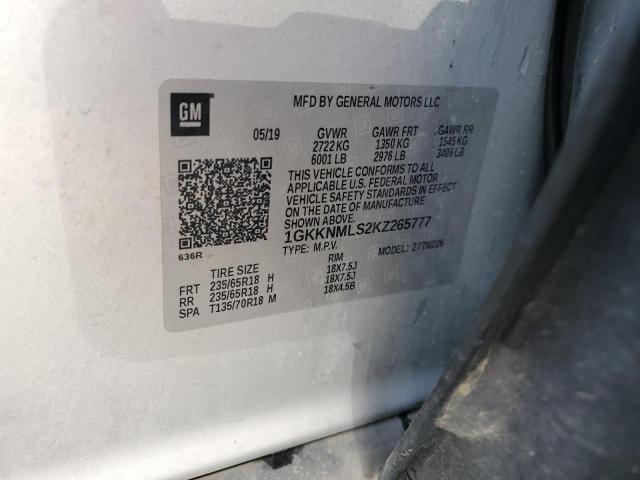 GM
MFD BY GENERAL MOTORS LLC
05/19 GVWR GAWR FRT GAWR RR
2722 KG 1350 KG 1545 KG
6001 LB 2976 LB 3406 LB
THIS VEHICLE CONFORMS TO ALL
APPLICABLE U.S. FEDERAL MOTOR
VEHICLE SAFETY STANDARDS IN EFFECT
ON THE DATE OF MANUFACTURE
SHOWN ABOVE.
1GKKNMLS2KZ265777
636R
TYPE: M.P.V. MODEL:
TIRE SIZE RIM
FRT 235/65R18 H 18X7.5J
RR 235/65R18 H 18X7.5J
SPA T135/70R18 M 18X4.5B